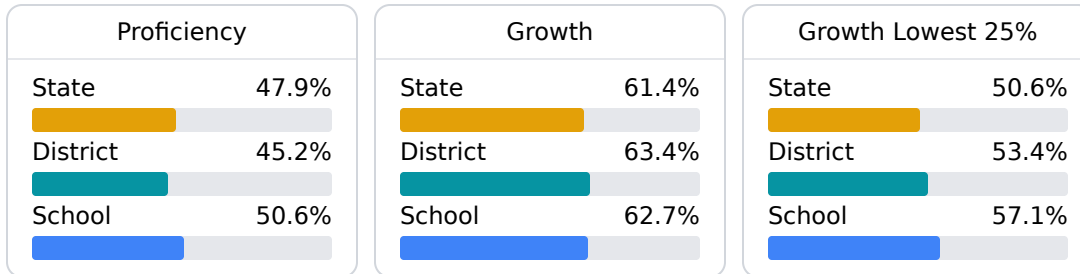 Proficiency
State 47.9%
District 45.2%
School 50.6%
Growth
State 61.4%
District 63.4%
School 62.7%
Growth Lowest 25%
State 50.6%
District 53.4%
School 57.1%